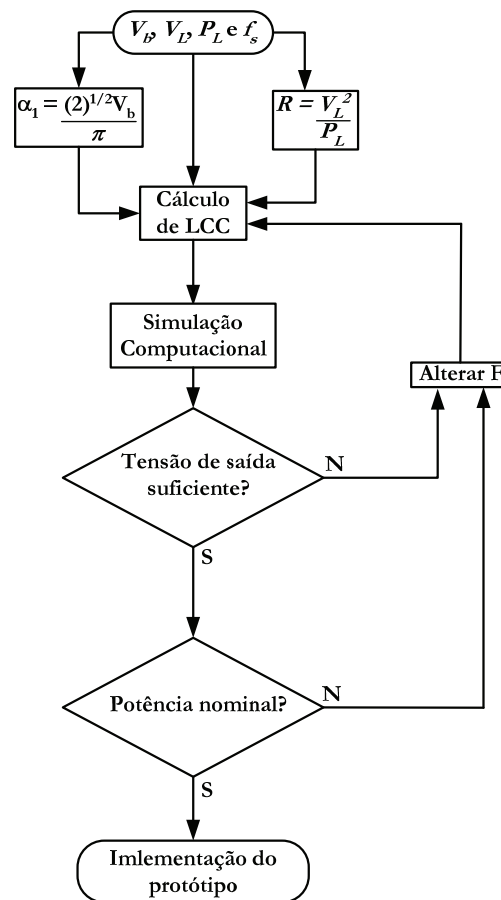 V_b, V_L, P_L e f_s
α_1 = (2)^{1/2}V_b
π
R = V_L^2
P_L
Cálculo
de LCC
Simulação
Computacional
Alterar F
Tensão de saída
suficiente?
N
S
Potência nominal?
N
S
Imlementação do
protótipo